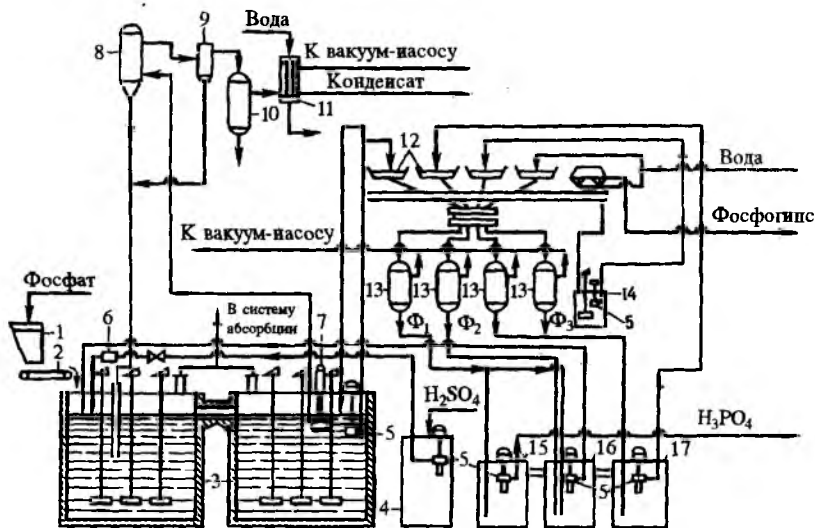 Вода
9
8
К вакуум-насосу
Конденсат
10
11
12
Вода
Фосфогипс
К вакуум-насосу
Фосфат
13
13
13
13
14
5
В систему
абсорбции
7
Ф₁
Ф₂
Ф₃
1
6
2
H₂SO₄
H₃PO₄
5
3
4
5
15
16
5
17